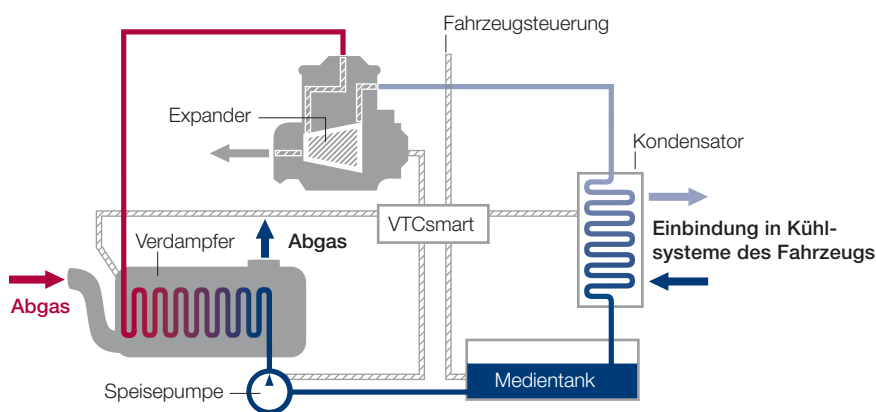 Fahrzeugsteuerung
Expander
Kondensator
VTCsmart
Verdampfer
Abgas
Einbindung in Kühl-
systeme des Fahrzeugs
Abgas
Medientank
Speisepumpe